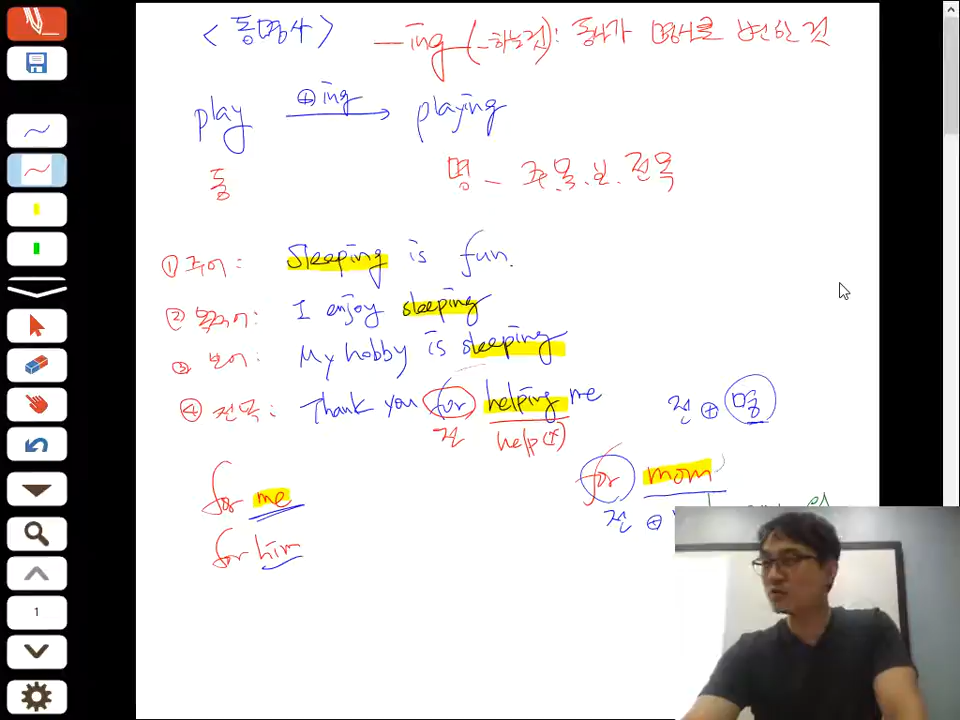 <동명사> —ing (_하는것): 동사가 명사로 변한 것
play ⊕ing → playing
동 명 - 주.목.보.전목
① 주어: Sleeping is fun.
② 목적어: I enjoy sleeping
③ 보어: My hobby is sleeping
④ 전목: Thank you for helping me 전 ⊕ 명
전 help(x)
for me for mom
전 ⊕
for him
1